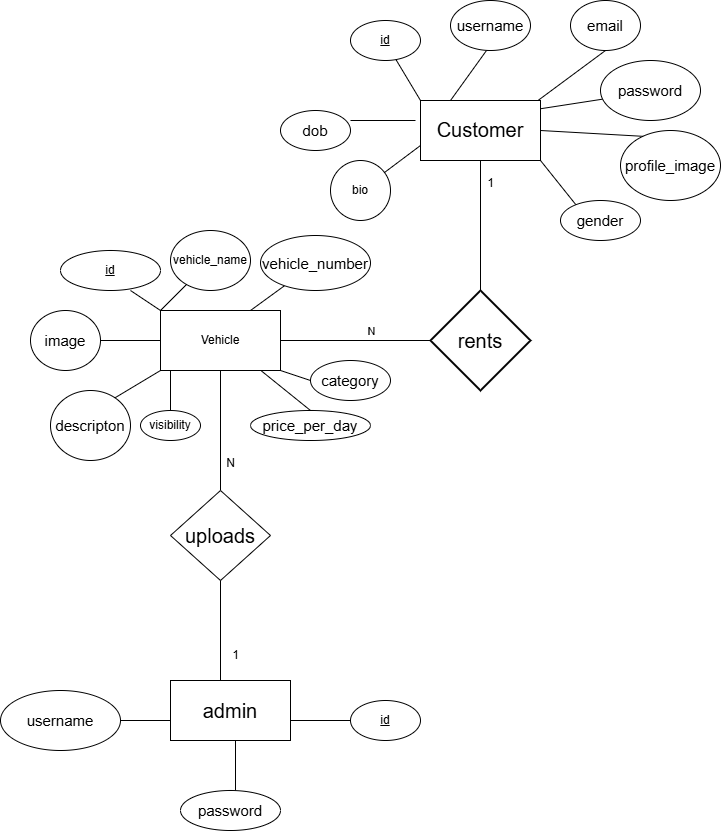 id
username
email
password
dob
Customer
profile_image
bio
1
gender
id
vehicle_name
vehicle_number
image
Vehicle
N
rents
category
descripton
visibility
price_per_day
N
uploads
1
username
admin
id
password